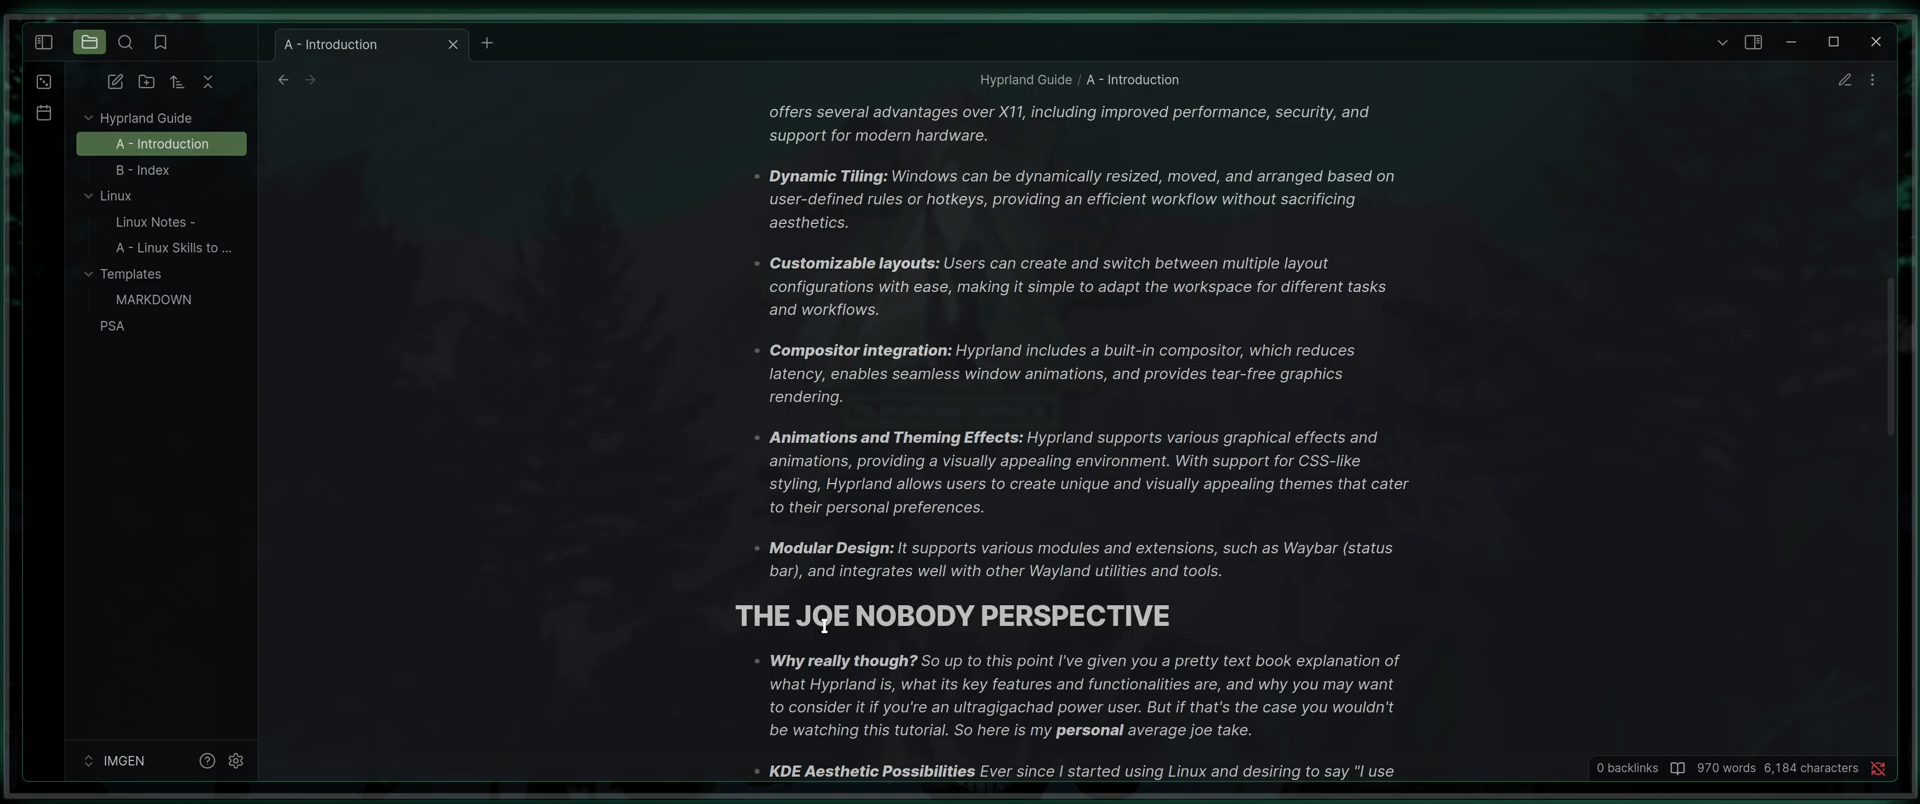 A - Introduction
Hyprland Guide / A - Introduction
Hyprland Guide
A - Introduction
B - Index
Linux
Linux Notes -
A - Linux Skills to ...
Templates
MARKDOWN
PSA
IMGEN
offers several advantages over X11, including improved performance, security, and
support for modern hardware.
Dynamic Tiling: Windows can be dynamically resized, moved, and arranged based on
user-defined rules or hotkeys, providing an efficient workflow without sacrificing
aesthetics.
Customizable layouts: Users can create and switch between multiple layout
configurations with ease, making it simple to adapt the workspace for different tasks
and workflows.
Compositor integration: Hyprland includes a built-in compositor, which reduces
latency, enables seamless window animations, and provides tear-free graphics
rendering.
Animations and Theming Effects: Hyprland supports various graphical effects and
animations, providing a visually appealing environment. With support for CSS-like
styling, Hyprland allows users to create unique and visually appealing themes that cater
to their personal preferences.
Modular Design: It supports various modules and extensions, such as Waybar (status
bar), and integrates well with other Wayland utilities and tools.
THE JOE NOBODY PERSPECTIVE
Why really though? So up to this point I've given you a pretty text book explanation of
what Hyprland is, what its key features and functionalities are, and why you may want
to consider it if you're an ultragigachad power user. But if that's the case you wouldn't
be watching this tutorial. So here is my personal average joe take.
KDE Aesthetic Possibilities Ever since I started using Linux and desiring to say "I use
0 backlinks 970 words 6,184 characters